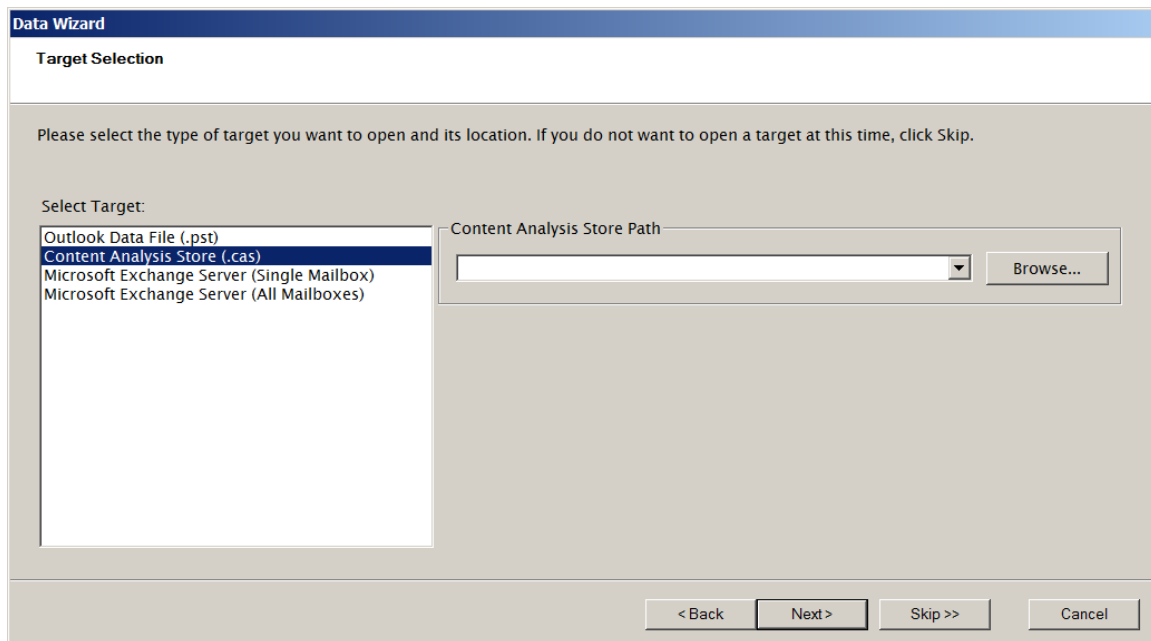 Data Wizard
Target Selection
Please select the type of target you want to open and its location. If you do not want to open a target at this time, click Skip.
Select Target:
Outlook Data File (.pst)
Content Analysis Store (.cas)
Microsoft Exchange Server (Single Mailbox)
Microsoft Exchange Server (All Mailboxes)
Content Analysis Store Path
Browse...
< Back
Next >
Skip >>
Cancel